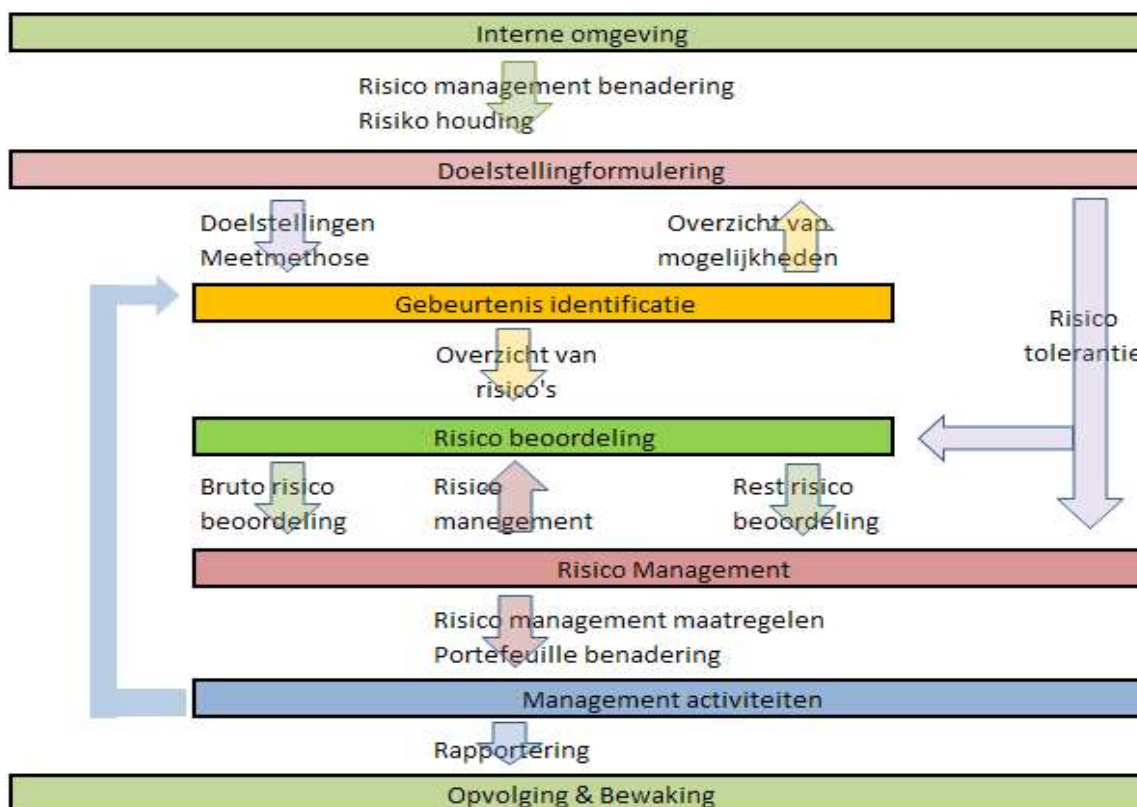 Interne omgeving
Risico management benadering
Risiko houding
Doelstellingformulering
Doelstellingen
Meetmethose
Overzicht van
mogelijkheden
Gebeurtenis identificatie
Risico
tolerantie
Overzicht van
risico's
Risico beoordeling
Bruto risico
beoordeling
Risico
manegement
Rest risico
beoordeling
Risico Management
Risico management maatregelen
Portefeuille benadering
Management activiteiten
Rapportering
Opvolging & Bewaking